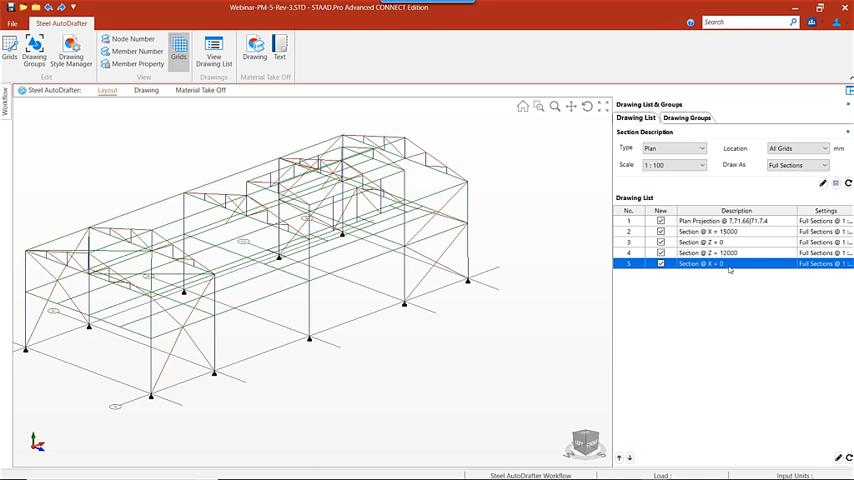 Webinar-PM-5-Rev-3.STD - STAAD.Pro Advanced CONNECT Edition
File
Steel AutoDrafter
Search
Grids
Drawing Groups
Drawing Style Manager
Edit
Node Number
Member Number
Member Property
View
Grids
View Drawing List
Drawings
Drawing
Text
Material Take Off
Steel AutoDrafter:
Layout
Drawing
Material Take Off
Workflow
Drawing List & Groups
Drawing List
Drawing Groups
Section Description
Type
Plan
Location
All Grids
mm
Scale
1 : 100
Draw As
Full Sections
Drawing List
No.
New
Description
Settings
1
Plan Projection @ 7,71.66|71,7.4
Full Sections @ 1 :...
2
Section @ X = 15000
Full Sections @ 1 :...
3
Section @ Z = 0
Full Sections @ 1 :...
4
Section @ Z = 12000
Full Sections @ 1 :...
5
Section @ X = 0
Full Sections @ 1 :...
Steel AutoDrafter Workflow
Load :
Input Units :